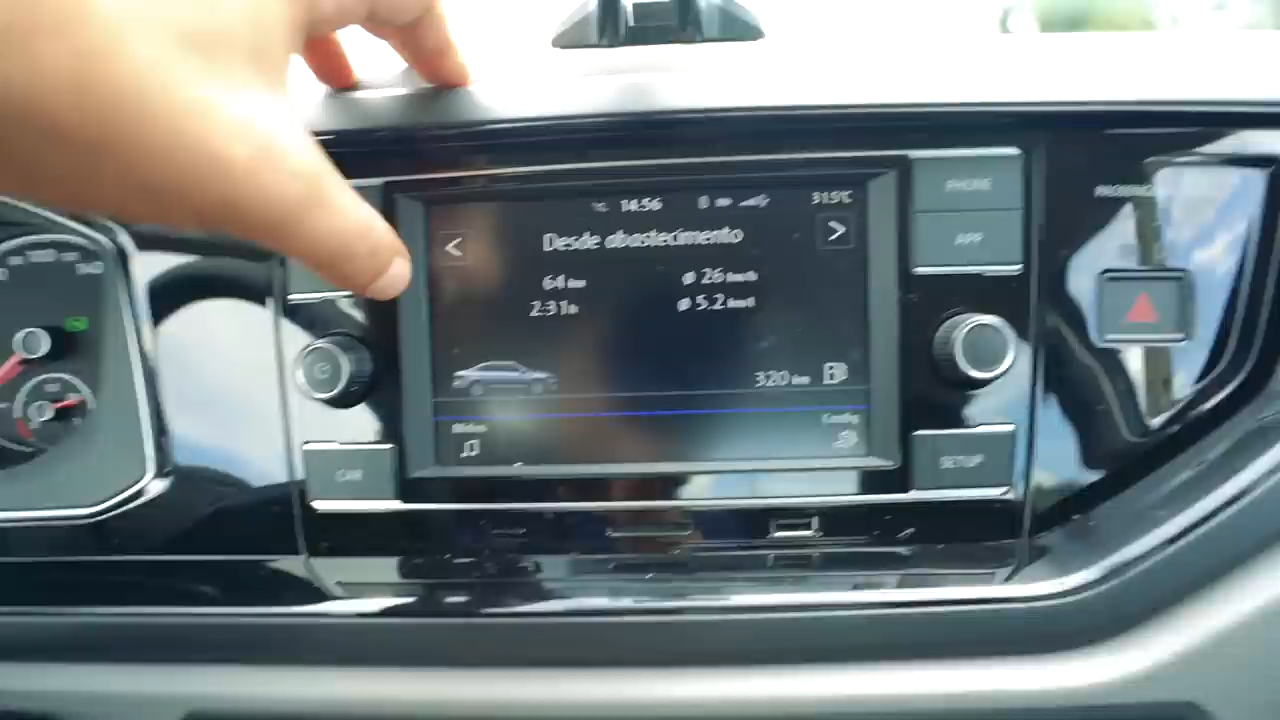 14:56
31.5°C
PHONE
<
Desde abastecimento
>
APP
64 km
ø 26 km/h
2:31 h
ø 5.2 km/l
320 km
Config.
CAR
SETUP